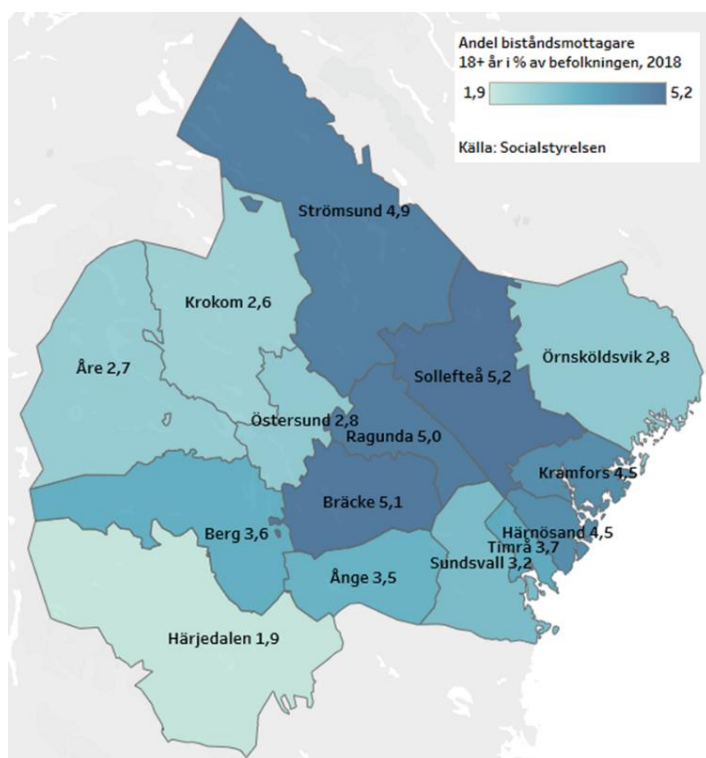 Andel biståndsmottagare
18+ år i % av befolkningen, 2018
1,9 5,2
Källa: Socialstyrelsen
Strömsund 4,9
Krokom 2,6
Örnsköldsvik 2,8
Åre 2,7
Sollefteå 5,2
Östersund 2,8
Ragunda 5,0
Kramfors 4,5
Bräcke 5,1
Berg 3,6
Härnösand 4,5
Timrå 3,7
Sundsvall 3,2
Ånge 3,5
Härjedalen 1,9